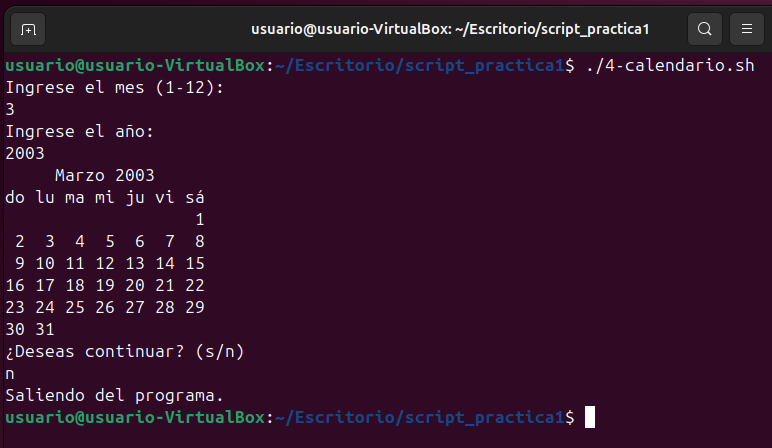 usuario@usuario-VirtualBox: ~/Escritorio/script_practica1
usuario@usuario-VirtualBox:~/Escritorio/script_practica1$ ./4-calendario.sh
Ingrese el mes (1-12):
3
Ingrese el año:
2003
     Marzo 2003
do lu ma mi ju vi sá
                   1
 2  3  4  5  6  7  8
 9 10 11 12 13 14 15
16 17 18 19 20 21 22
23 24 25 26 27 28 29
30 31
¿Deseas continuar? (s/n)
n
Saliendo del programa.
usuario@usuario-VirtualBox:~/Escritorio/script_practica1$